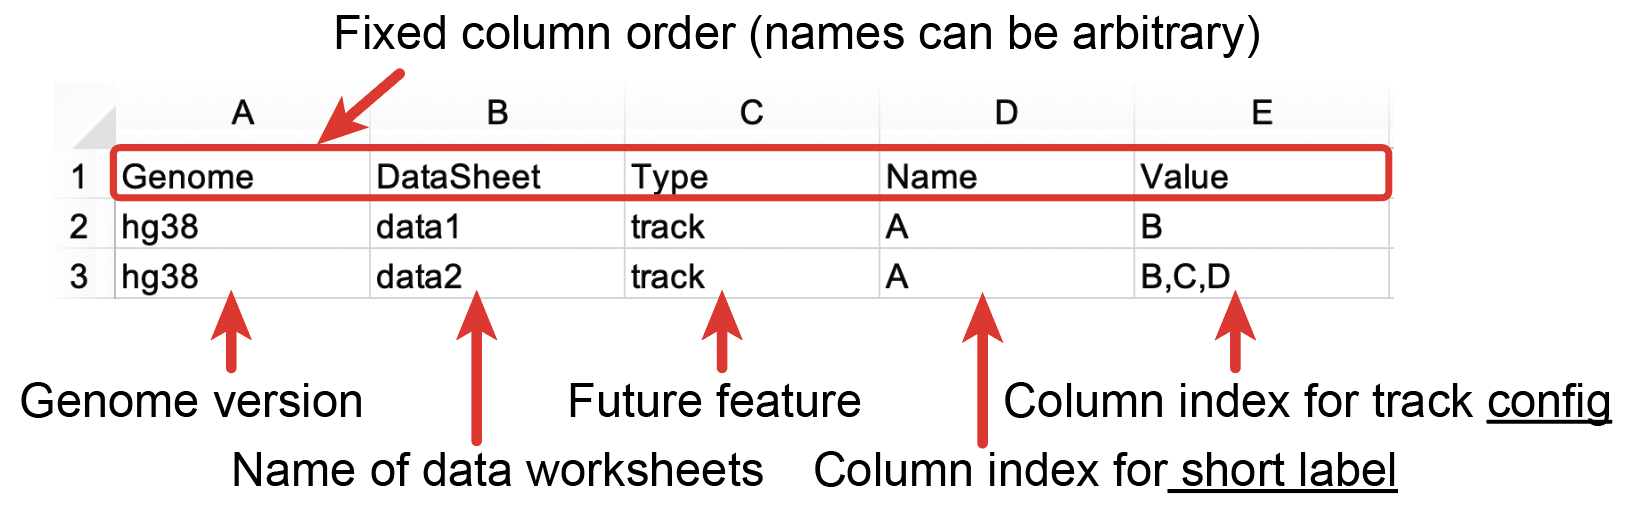 Fixed column order (names can be arbitrary)
A B C D E
1 Genome DataSheet Type Name Value
2 hg38 data1 track A B
3 hg38 data2 track A B,C,D
Genome version Future feature Column index for track config
Name of data worksheets Column index for short label